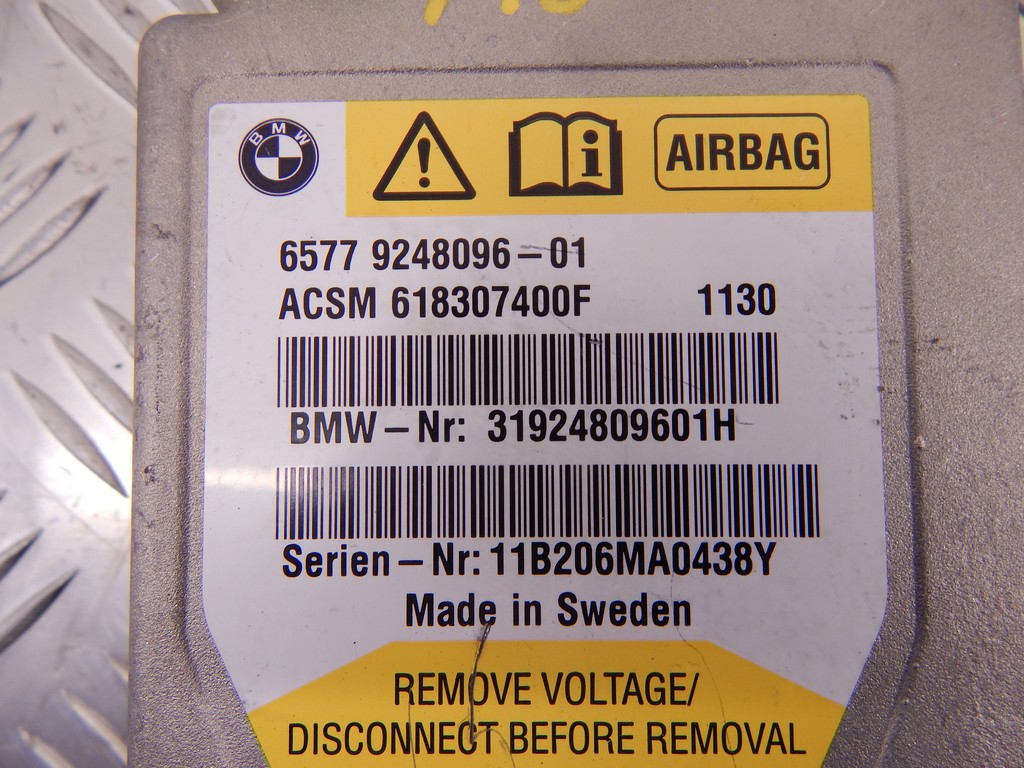 BMW
AIRBAG
6577 9248096-01
ACSM 618307400F 1130
BMW-Nr: 31924809601H
Serien-Nr: 11B206MA0438Y
Made in Sweden
REMOVE VOLTAGE/
DISCONNECT BEFORE REMOVAL